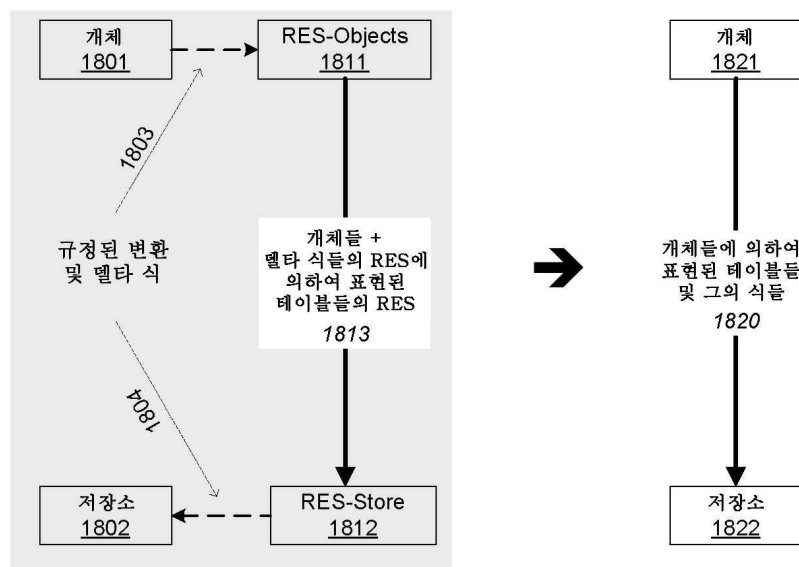 개체
1801
RES-Objects
1811
개체
1821
1803
규정된 변환
및 델타 식
개체들 +
델타 식들의 RES에
의하여 표현된
테이블들의 RES
1813
개체들에 의하여
표현된 테이블들
및 그의 식들
1820
1804
저장소
1802
RES-Store
1812
저장소
1822